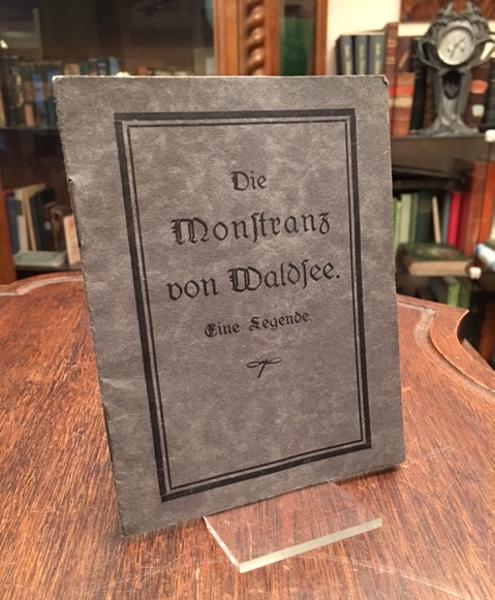 Die
Monſtranz
von Waldſee.
Eine Legende.